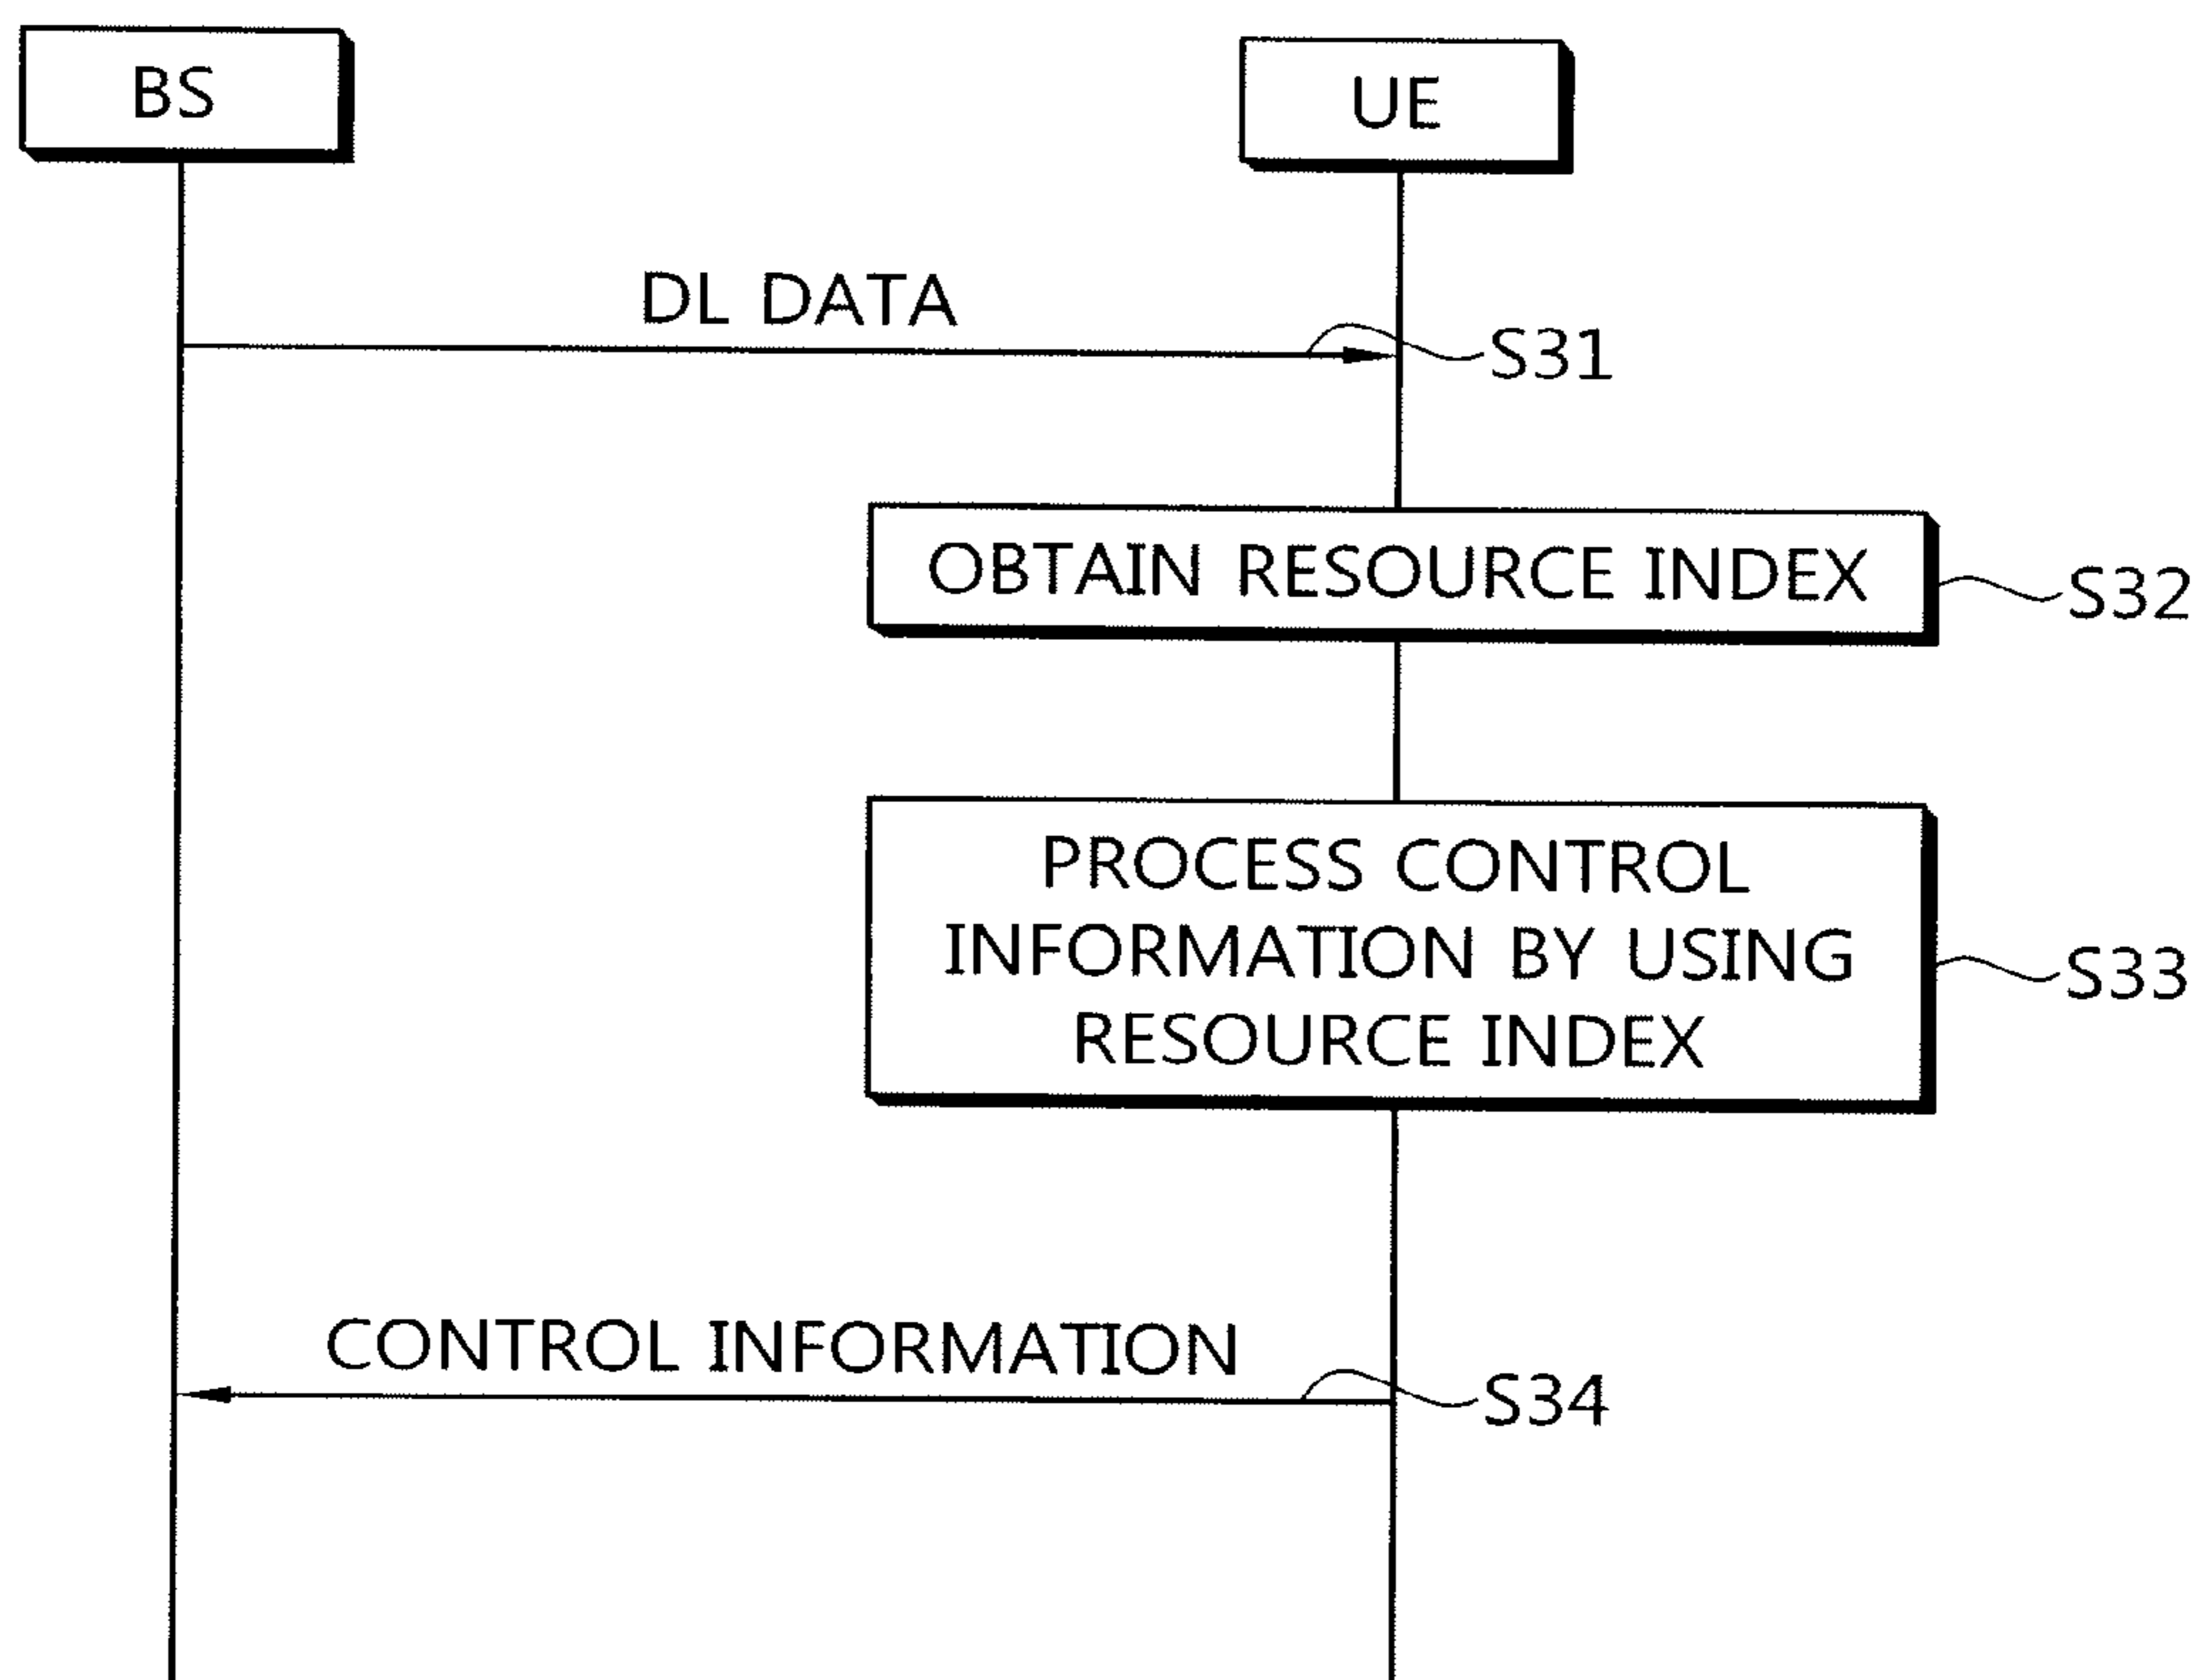 BS
UE
DL DATA
S31
OBTAIN RESOURCE INDEX
S32
PROCESS CONTROL
INFORMATION BY USING
RESOURCE INDEX
S33
CONTROL INFORMATION
S34